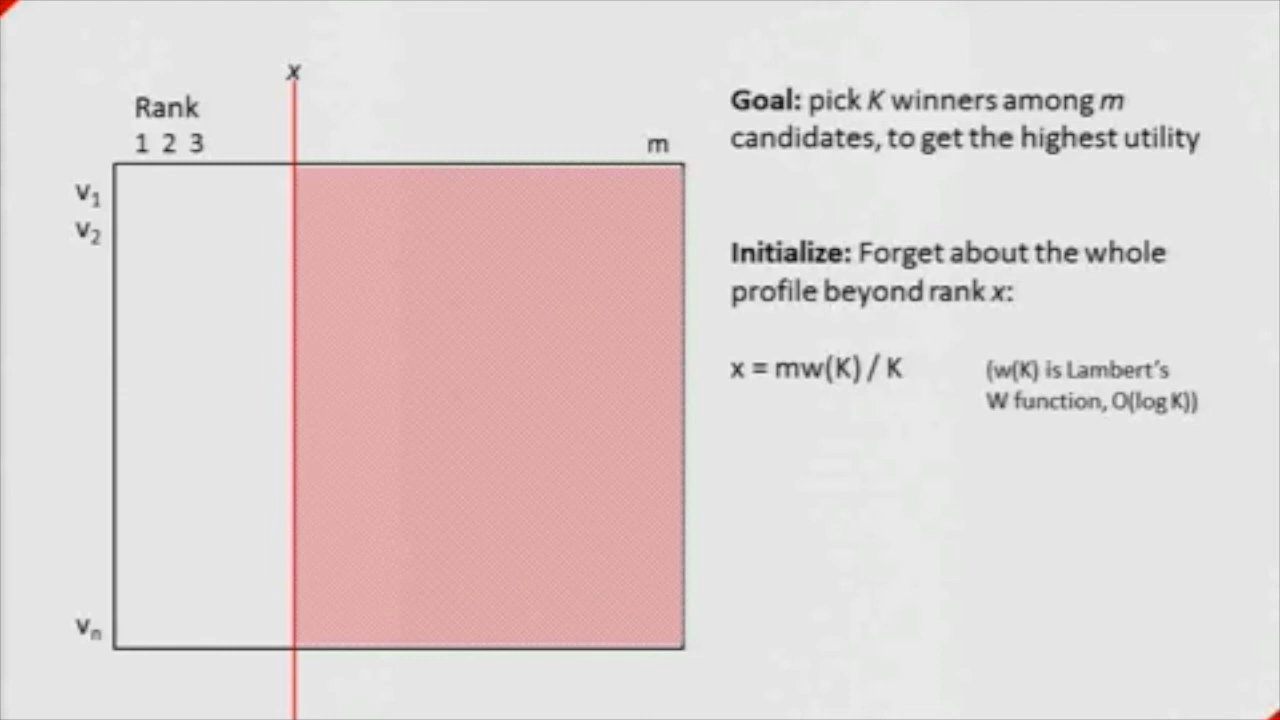 x
Rank
1 2 3
m
v1
v2
vn
Goal: pick K winners among m
candidates, to get the highest utility
Initialize: Forget about the whole
profile beyond rank x:
x = mw(K) / K
(w(K) is Lambert's
W function, O(log K))